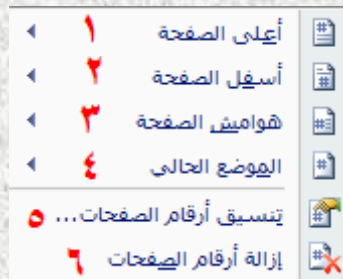 أعلى الصفحة ١
أسفل الصفحة ٢
هوامش الصفحة ٣
الموضع الحالي ٤
تنسيق أرقام الصفحات... ٥
إزالة أرقام الصفحات ٦